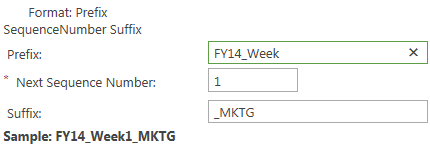 Format: Prefix
SequenceNumber Suffix
Prefix: FY14_Week ✕
* Next Sequence Number: 1
Suffix: _MKTG
Sample: FY14_Week1_MKTG